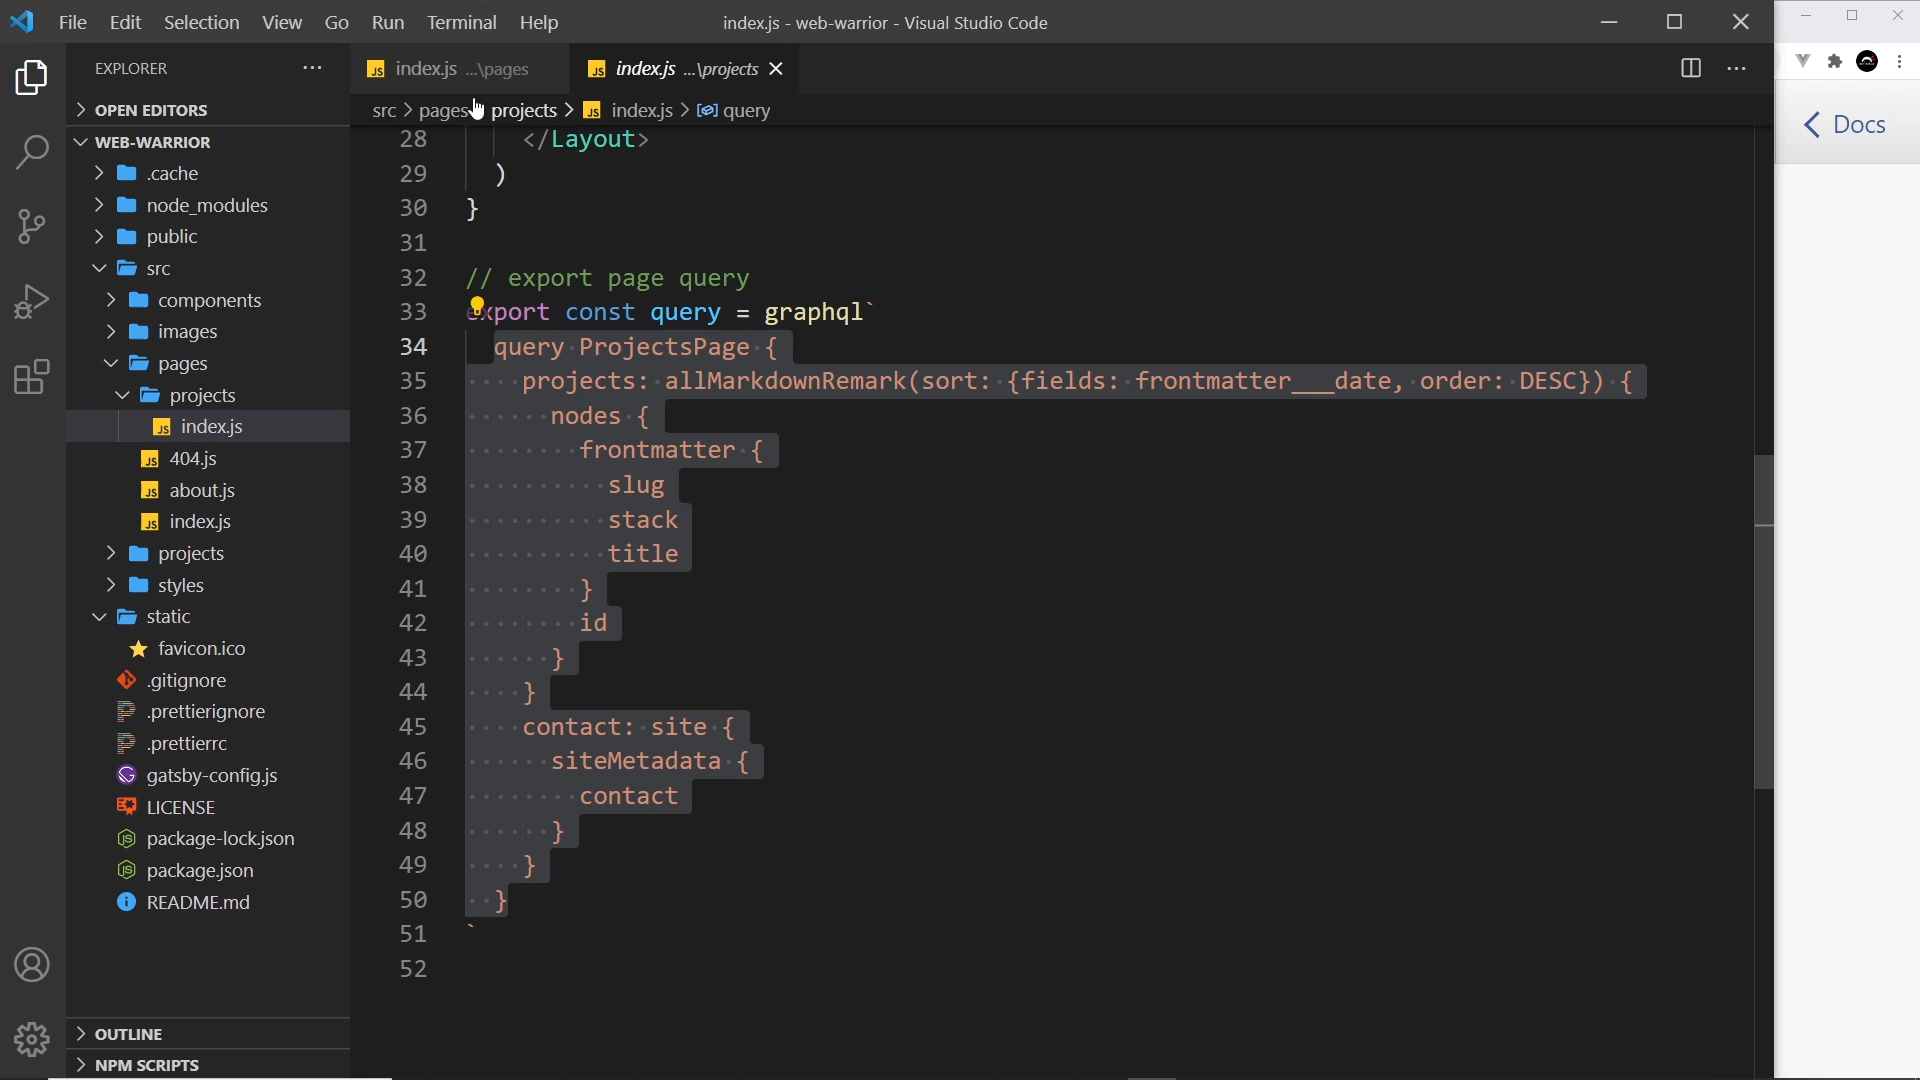 File Edit Selection View Go Run Terminal Help
index.js - web-warrior - Visual Studio Code
EXPLORER
OPEN EDITORS
WEB-WARRIOR
.cache
node_modules
public
src
components
images
pages
projects
index.js
404.js
about.js
index.js
projects
styles
static
favicon.ico
.gitignore
.prettierignore
.prettierrc
gatsby-config.js
LICENSE
package-lock.json
package.json
README.md
OUTLINE
NPM SCRIPTS
JS index.js ...\pages
JS index.js ...\projects
src > pages > projects > JS index.js > query
28 </Layout>
29 )
30 }
31
32 // export page query
33 export const query = graphql`
34 query ProjectsPage {
35 projects: allMarkdownRemark(sort: {fields: frontmatter___date, order: DESC}) {
36 nodes {
37 frontmatter {
38 slug
39 stack
40 title
41 }
42 id
43 }
44 }
45 contact: site {
46 siteMetadata {
47 contact
48 }
49 }
50 }
51 `
52
Docs